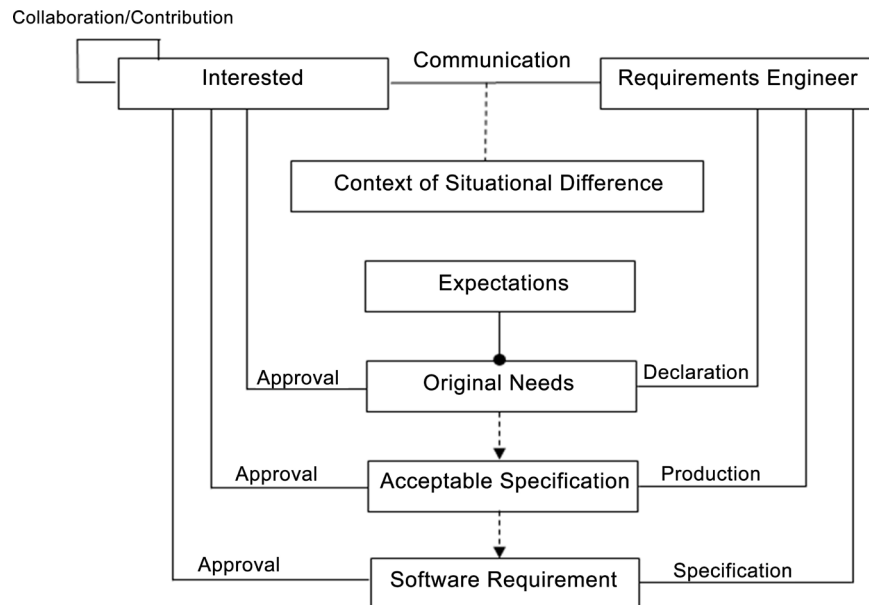 Collaboration/Contribution
Communication
Interested
Requirements Engineer
Context of Situational Difference
Expectations
Approval
Original Needs
Declaration
Approval
Acceptable Specification
Production
Approval
Software Requirement
Specification